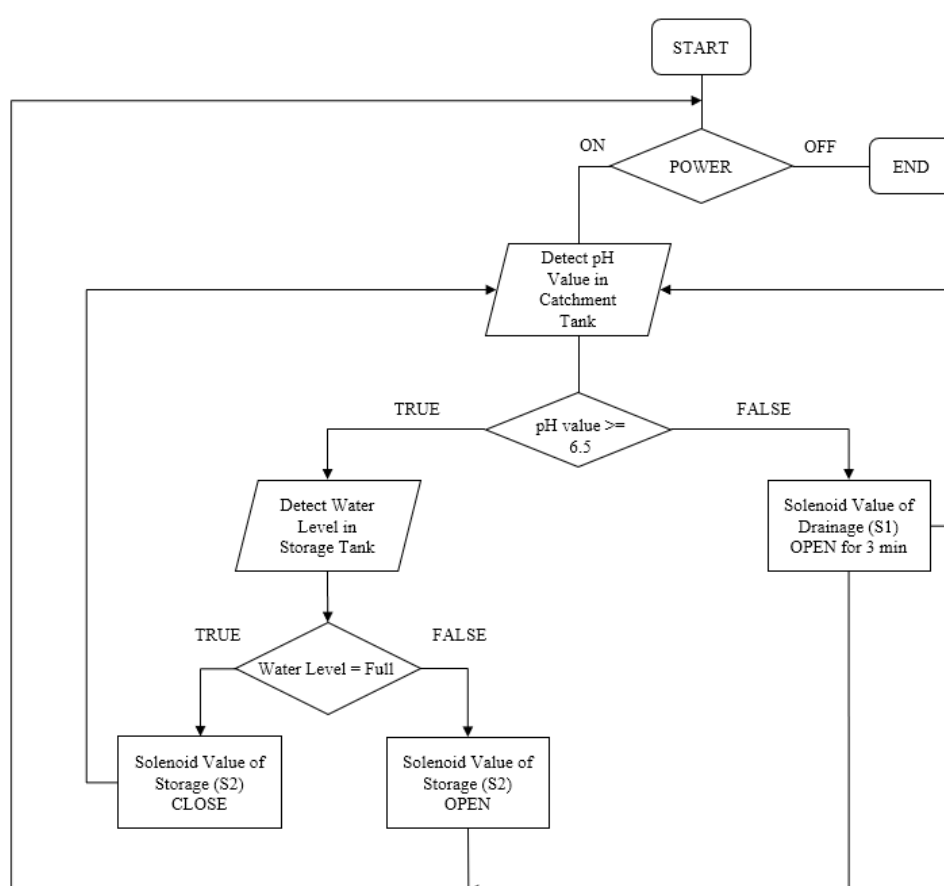 START
ON
OFF
POWER
END
Detect pH
Value in
Catchment
Tank
TRUE
FALSE
pH value >=
6.5
Detect Water
Level in
Storage Tank
Solenoid Value of
Drainage (S1)
OPEN for 3 min
TRUE
FALSE
Water Level = Full
Solenoid Value of
Storage (S2)
CLOSE
Solenoid Value of
Storage (S2)
OPEN